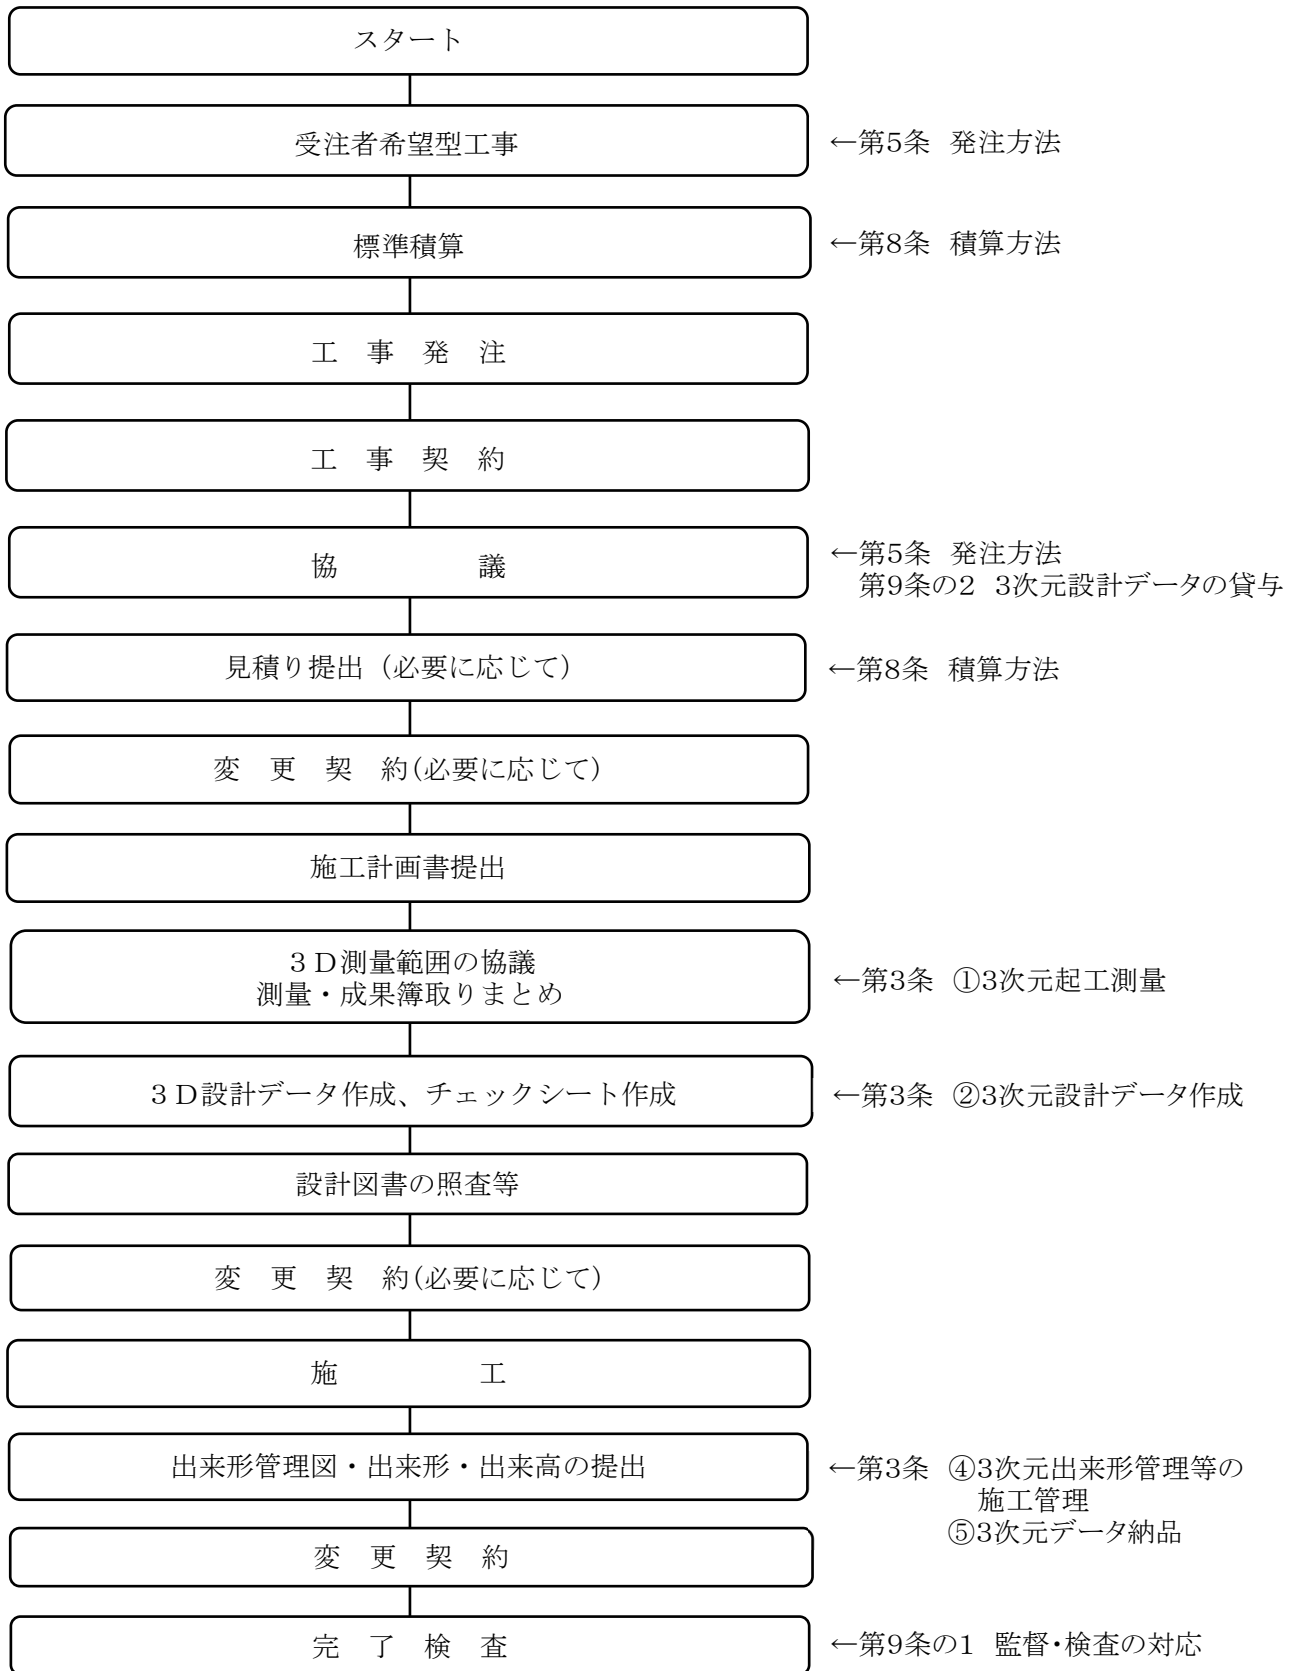 スタート
受注者希望型工事
←第5条　発注方法
標準積算
←第8条　積算方法
工　事　発　注
工　事　契　約
協　　　　　議
←第5条　発注方法
第9条の2　3次元設計データの貸与
見積り提出（必要に応じて）
←第8条　積算方法
変　更　契　約(必要に応じて)
施工計画書提出
３Ｄ測量範囲の協議
測量・成果簿取りまとめ
←第3条　①3次元起工測量
３Ｄ設計データ作成、チェックシート作成
←第3条　②3次元設計データ作成
設計図書の照査等
変　更　契　約(必要に応じて)
施　　　　　工
出来形管理図・出来形・出来高の提出
←第3条　④3次元出来形管理等の
施工管理
⑤3次元データ納品
変　更　契　約
完　了　検　査
←第9条の1　監督・検査の対応